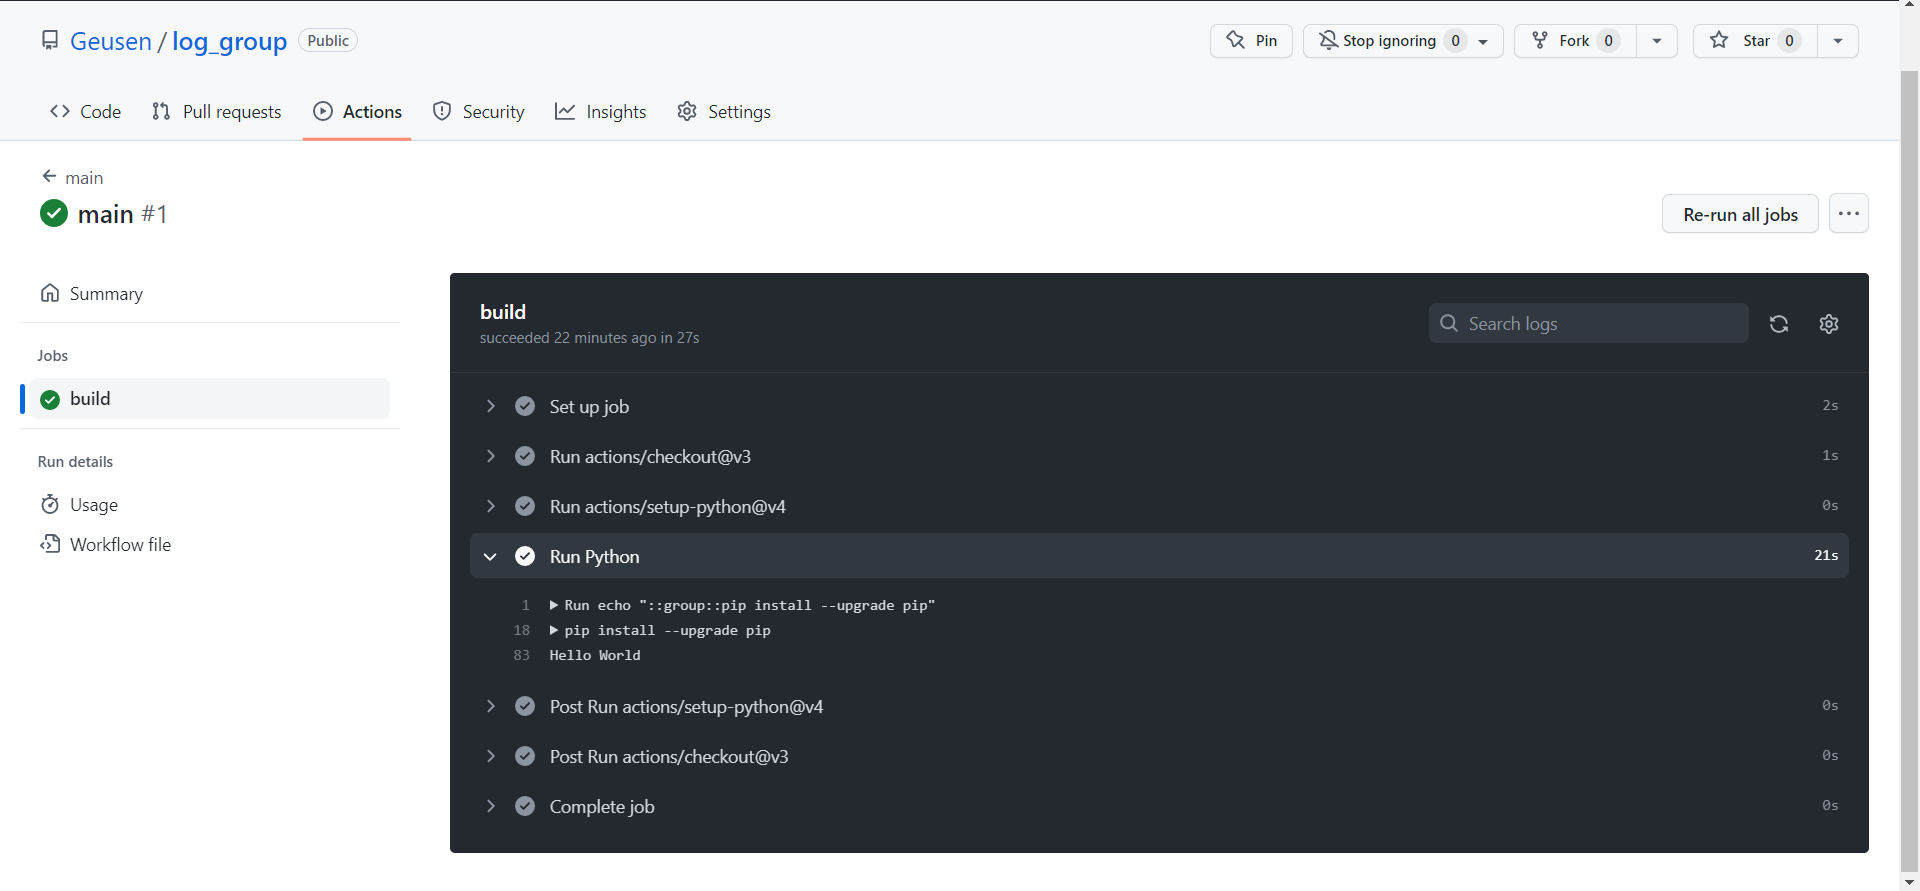 Geusen / log_group Public Pin Stop ignoring 0 Fork 0 Star 0
Code Pull requests Actions Security Insights Settings
main
main #1
Re-run all jobs
Summary
Jobs
build
Run details
Usage
Workflow file
build
succeeded 22 minutes ago in 27s
Search logs
Set up job 2s
Run actions/checkout@v3 1s
Run actions/setup-python@v4 0s
Run Python 21s
1 Run echo "::group::pip install --upgrade pip"
18 pip install --upgrade pip
83 Hello World
Post Run actions/setup-python@v4 0s
Post Run actions/checkout@v3 0s
Complete job 0s